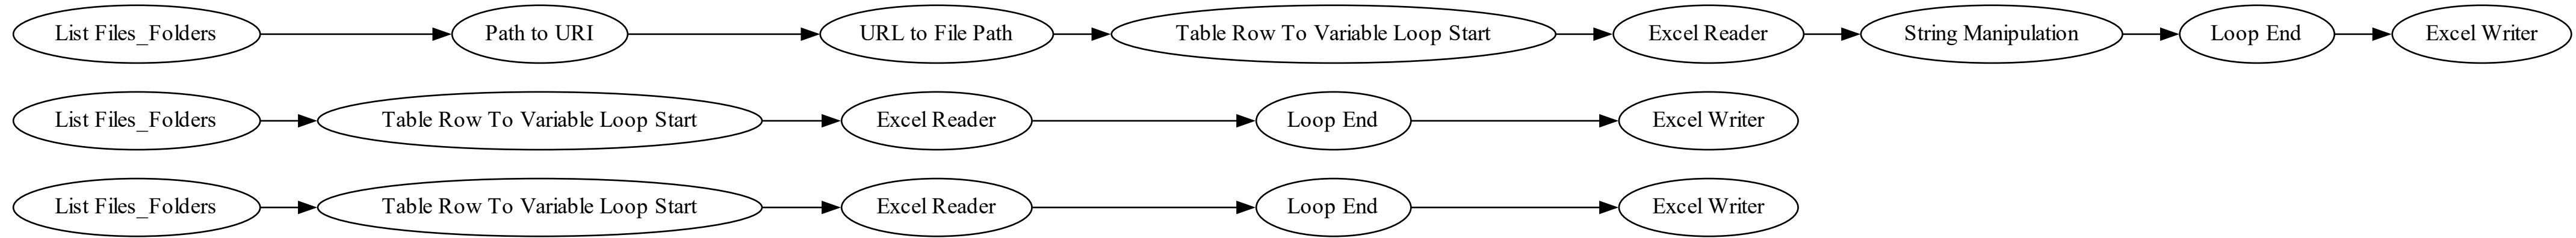 List Files_Folders Path to URI URL to File Path Table Row To Variable Loop Start Excel Reader String Manipulation Loop End Excel Writer
List Files_Folders Table Row To Variable Loop Start Excel Reader Loop End Excel Writer
List Files_Folders Table Row To Variable Loop Start Excel Reader Loop End Excel Writer